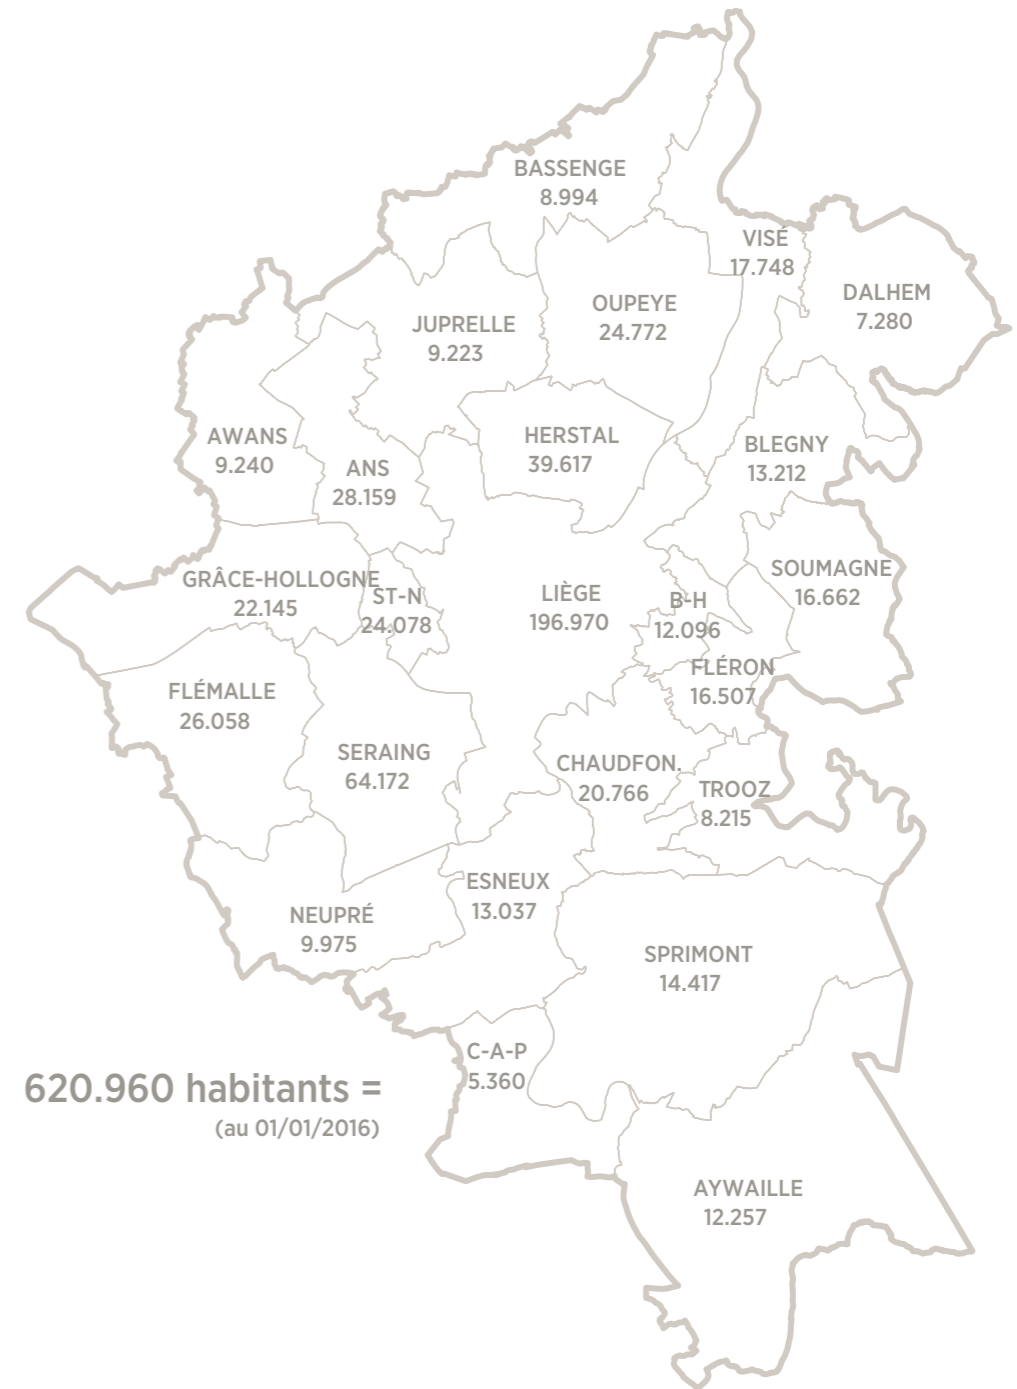 BASSENGE
8.994
VISÉ
17.748
DALHEM
7.280
OUPEYE
24.772
JUPRELLE
9.223
AWANS
9.240
ANS
28.159
HERSTAL
39.617
BLEGNY
13.212
SOUMAGNE
16.662
GRÂCE-HOLLOGNE
22.145
ST-N
24.078
LIÈGE
196.970
B-H
12.096
FLÉRON
16.507
FLÉMALLE
26.058
SERAING
64.172
CHAUDFON.
20.766
TROOZ
8.215
ESNEUX
13.037
NEUPRÉ
9.975
SPRIMONT
14.417
C-A-P
5.360
620.960 habitants =
(au 01/01/2016)
AYWAILLE
12.257